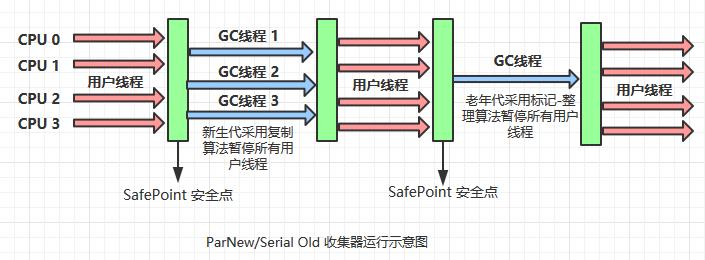 CPU 0
CPU 1
用户线程
CPU 2
CPU 3
GC线程 1
GC线程 2
GC线程 3
新生代采用复制
算法暂停所有用
户线程
SafePoint 安全点
用户线程
GC线程
老年代采用标记-整
理算法暂停所有用户
线程
SafePoint 安全点
用户线程
ParNew/Serial Old 收集器运行示意图